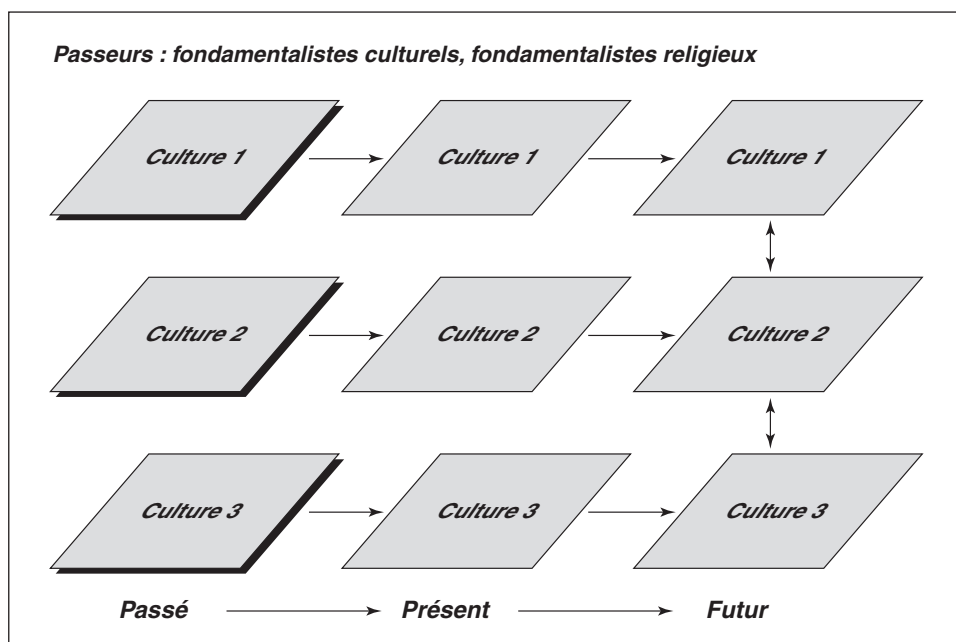 Passeurs : fondamentalistes culturels, fondamentalistes religieux
Culture 1 Culture 1 Culture 1
Culture 2 Culture 2 Culture 2
Culture 3 Culture 3 Culture 3
Passé Présent Futur